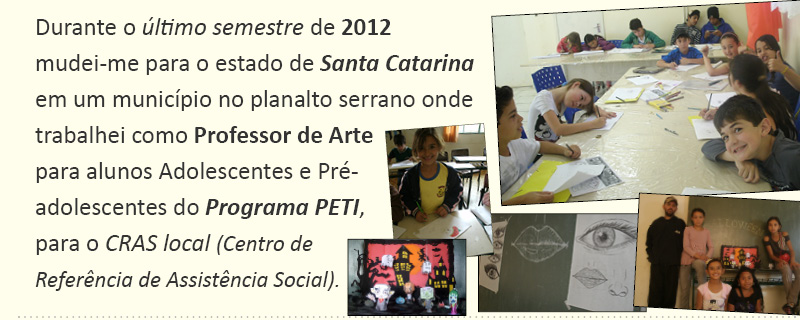 Durante o último semestre de 2012
mudei-me para o estado de Santa Catarina
em um município no planalto serrano onde
trabalhei como Professor de Arte
para alunos Adolescentes e Pré-
adolescentes do Programa PETI,
para o CRAS local (Centro de
Referência de Assistência Social).